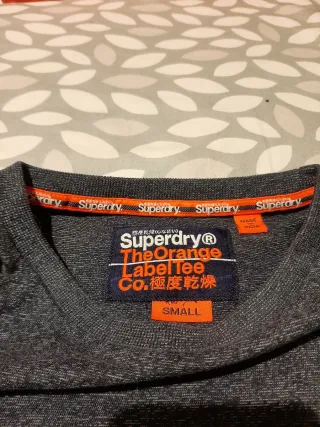 Superdry Superdry Superdry Superdry
Superdry®
The Orange
Label Tee
Co. 極度乾燥
SMALL